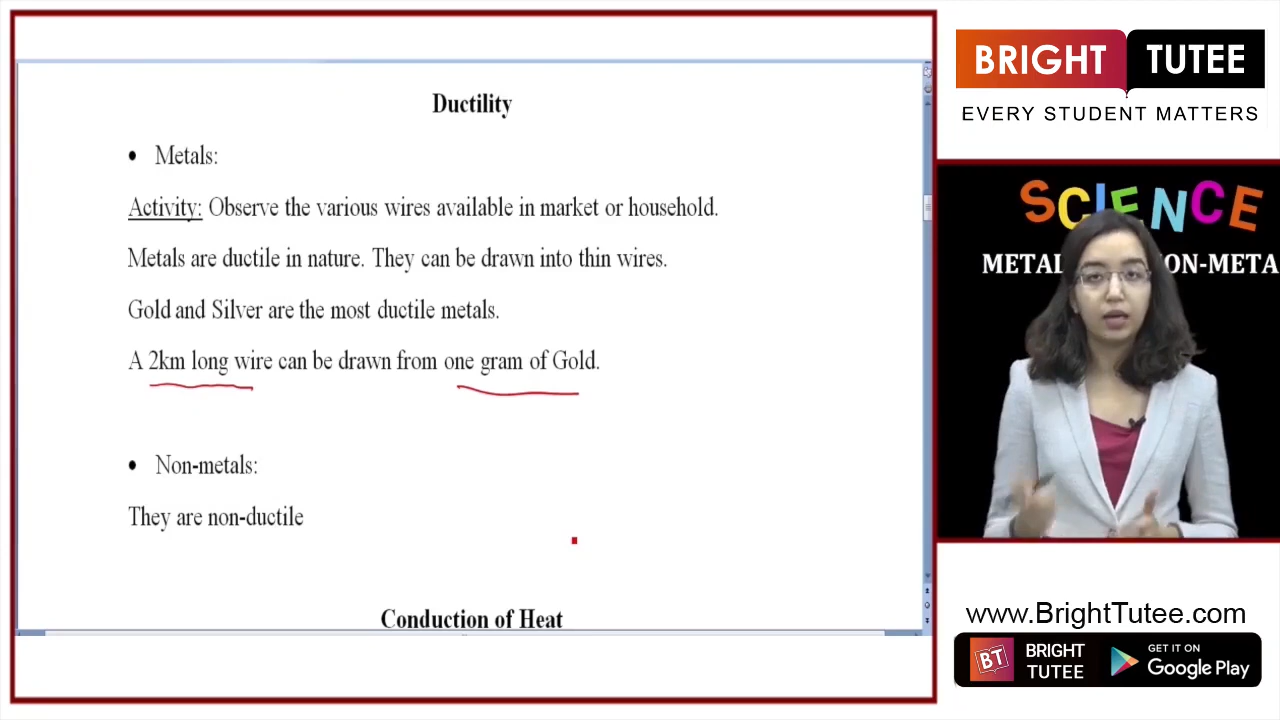 Ductility
• Metals:
Activity: Observe the various wires available in market or household.
Metals are ductile in nature. They can be drawn into thin wires.
Gold and Silver are the most ductile metals.
A 2km long wire can be drawn from one gram of Gold.
• Non-metals:
They are non-ductile
Conduction of Heat
BRIGHT TUTEE
EVERY STUDENT MATTERS
SCIENCE
www.BrightTutee.com
BT BRIGHT TUTEE
GET IT ON
Google Play